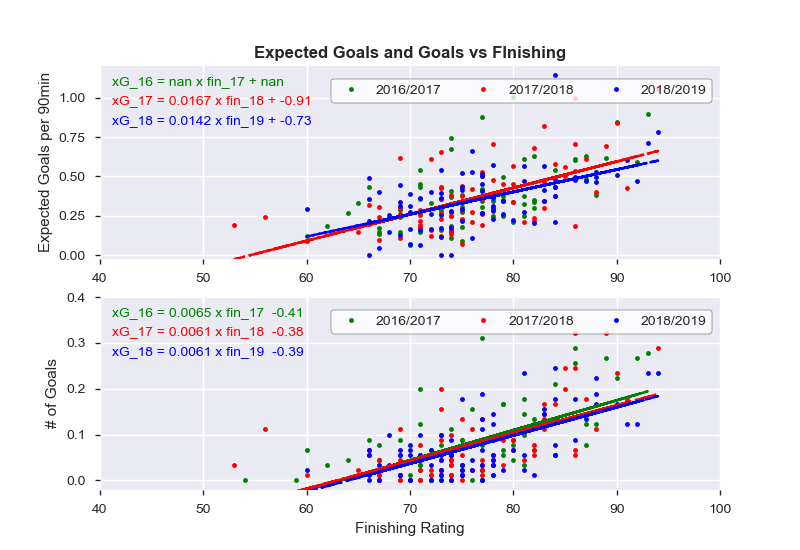 Expected Goals and Goals vs FInishing
xG_16 = nan x fin_17 + nan
xG_17 = 0.0167 x fin_18 + -0.91
xG_18 = 0.0142 x fin_19 + -0.73
2016/2017 2017/2018 2018/2019
Expected Goals per 90min
1.00
0.75
0.50
0.25
0.00
40 50 60 70 80 90 100
xG_16 = 0.0065 x fin_17 -0.41
xG_17 = 0.0061 x fin_18 -0.38
xG_18 = 0.0061 x fin_19 -0.39
2016/2017 2017/2018 2018/2019
# of Goals
0.4
0.3
0.2
0.1
0.0
40 50 60 70 80 90 100
Finishing Rating